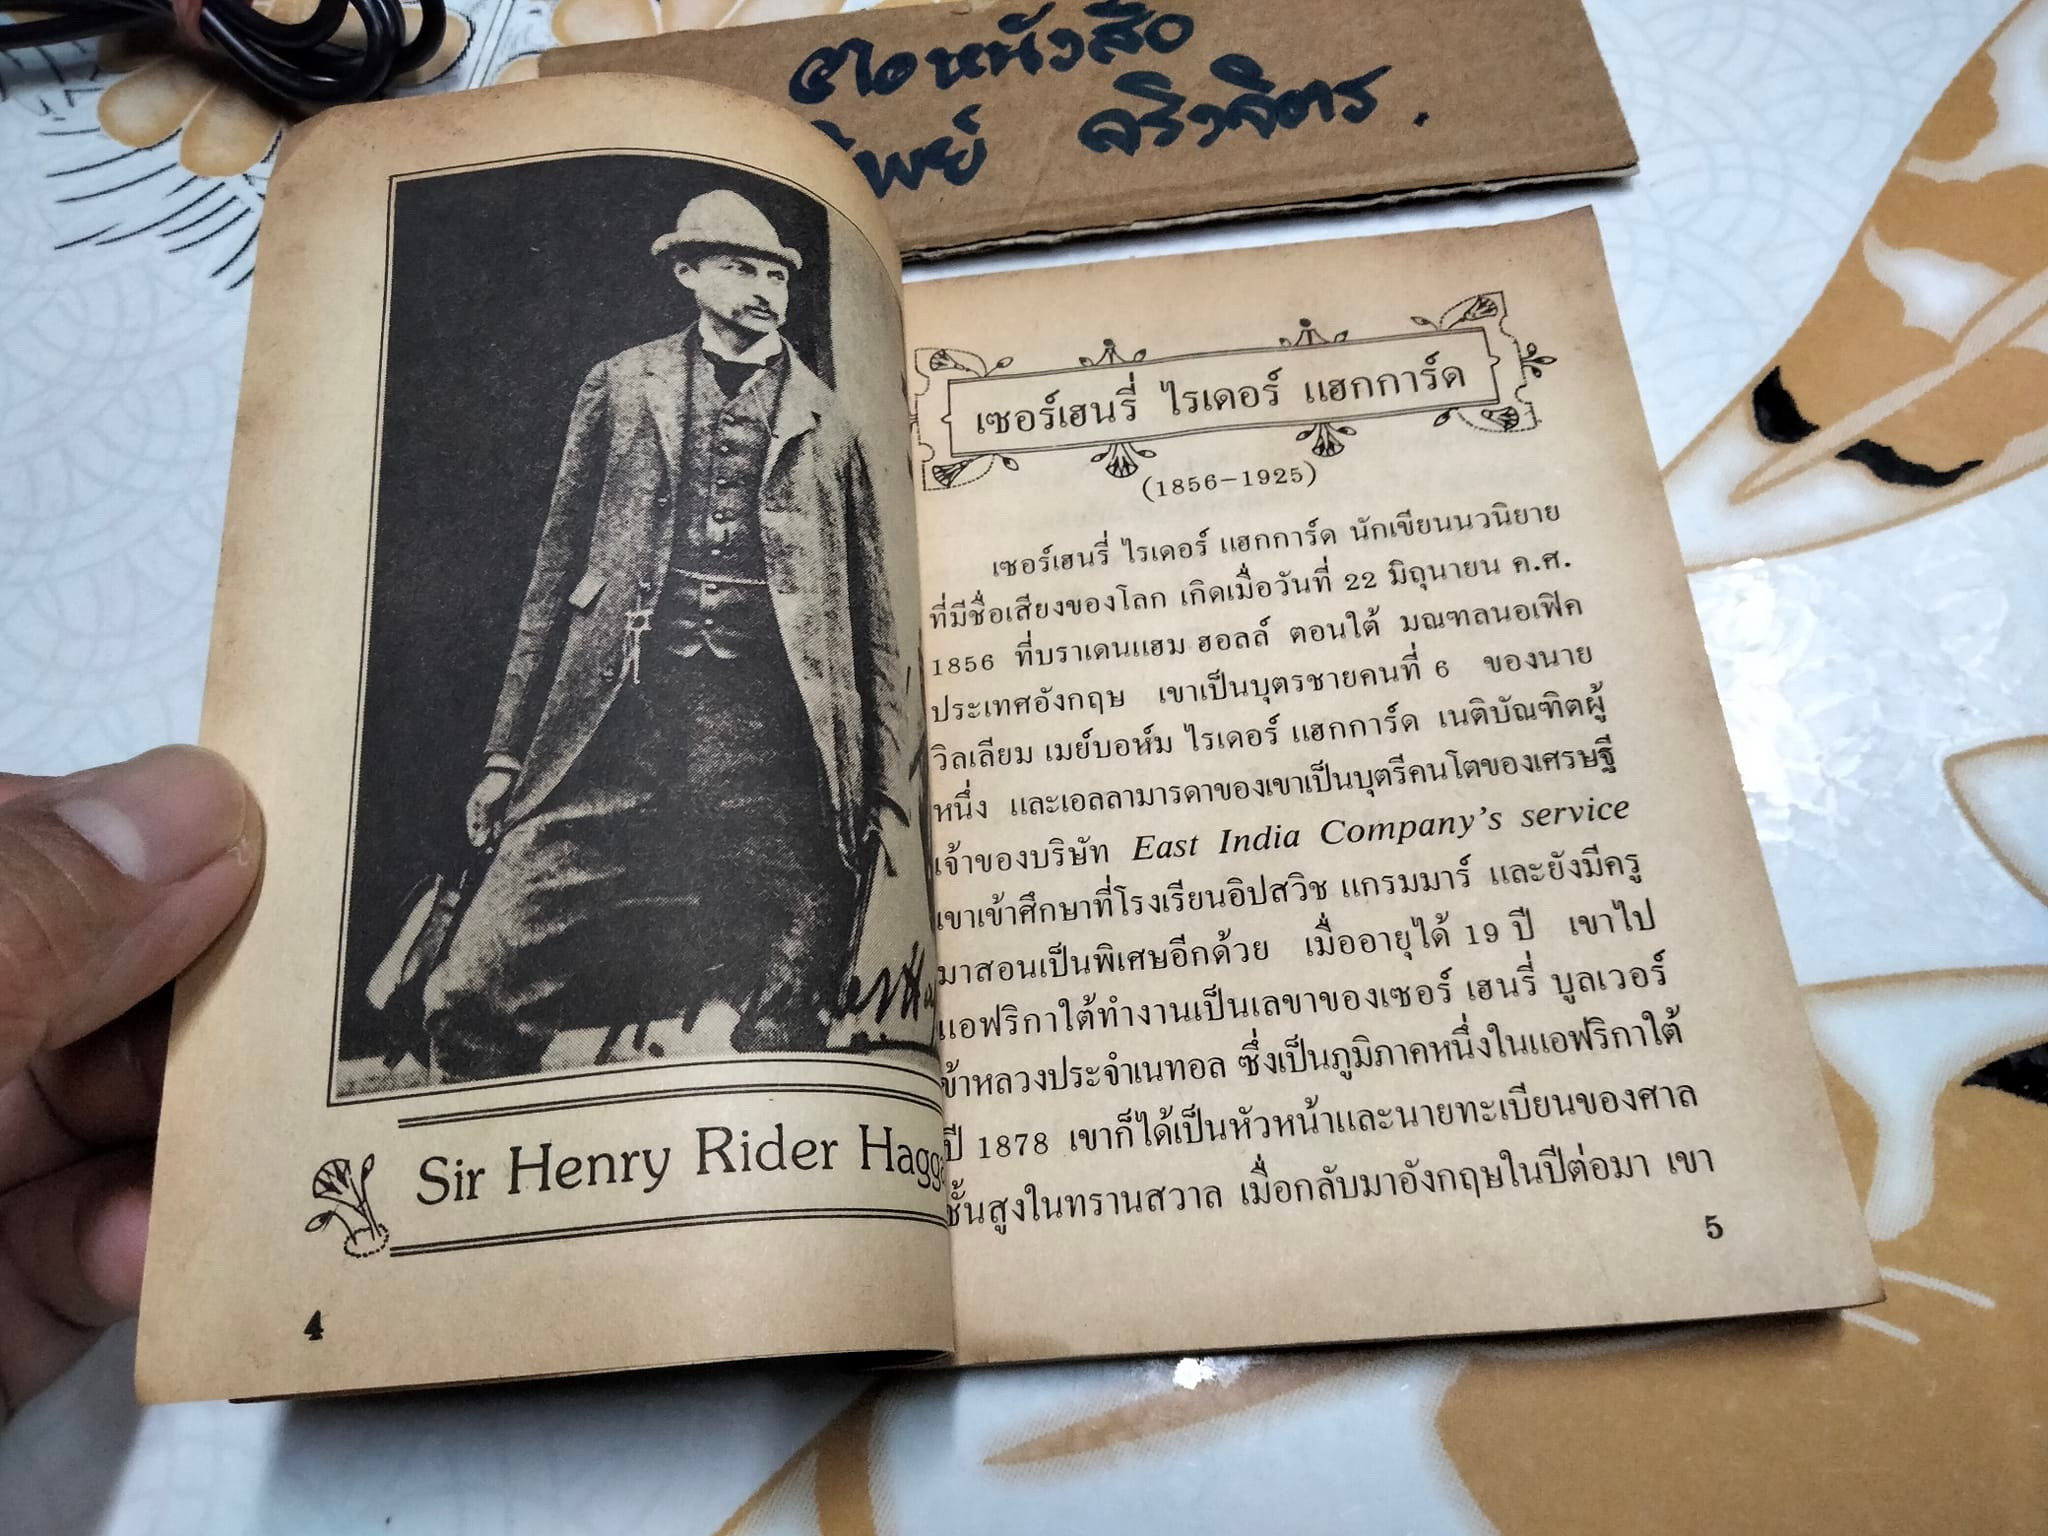 หนังสือ
ทิพย์ จริงจิตร.
Sir Henry Rider
4
เซอร์เฮนรี่ ไรเดอร์ แฮกการ์ด
(1856-1925)
เซอร์เฮนรี่ ไรเดอร์ แฮกการ์ด นักเขียนนวนิยาย
ที่มีชื่อเสียงของโลก เกิดเมื่อวันที่ 22 มิถุนายน ค.ศ.
1856 ที่บราเดนแฮม ฮอลล์ ตอนใต้ มณฑลนอเฟิค
ประเทศอังกฤษ เขาเป็นบุตรชายคนที่ 6 ของนาย
วิลเลียม เมย์บอห์ม ไรเดอร์ แฮกการ์ด เนติบัณฑิตผู้
หนึ่ง และเอลลามารดาของเขาเป็นบุตรีคนโตของเศรษฐี
เจ้าของบริษัท East India Company's service
เขาเข้าศึกษาที่โรงเรียนอิปสวิช แกรมมาร์ และยังมีครู
มาสอนเป็นพิเศษอีกด้วย เมื่ออายุได้ 19 ปี เขาไป
แอฟริกาใต้ทำงานเป็นเลขาของเซอร์ เฮนรี่ บูลเวอร์
ข้าหลวงประจำเนทอล ซึ่งเป็นภูมิภาคหนึ่งในแอฟริกาใต้
ปี 1878 เขาก็ได้เป็นหัวหน้าและนายทะเบียนของศาล
ชั้นสูงในทรานสวาล เมื่อกลับมาอังกฤษในปีต่อมา เขา
5